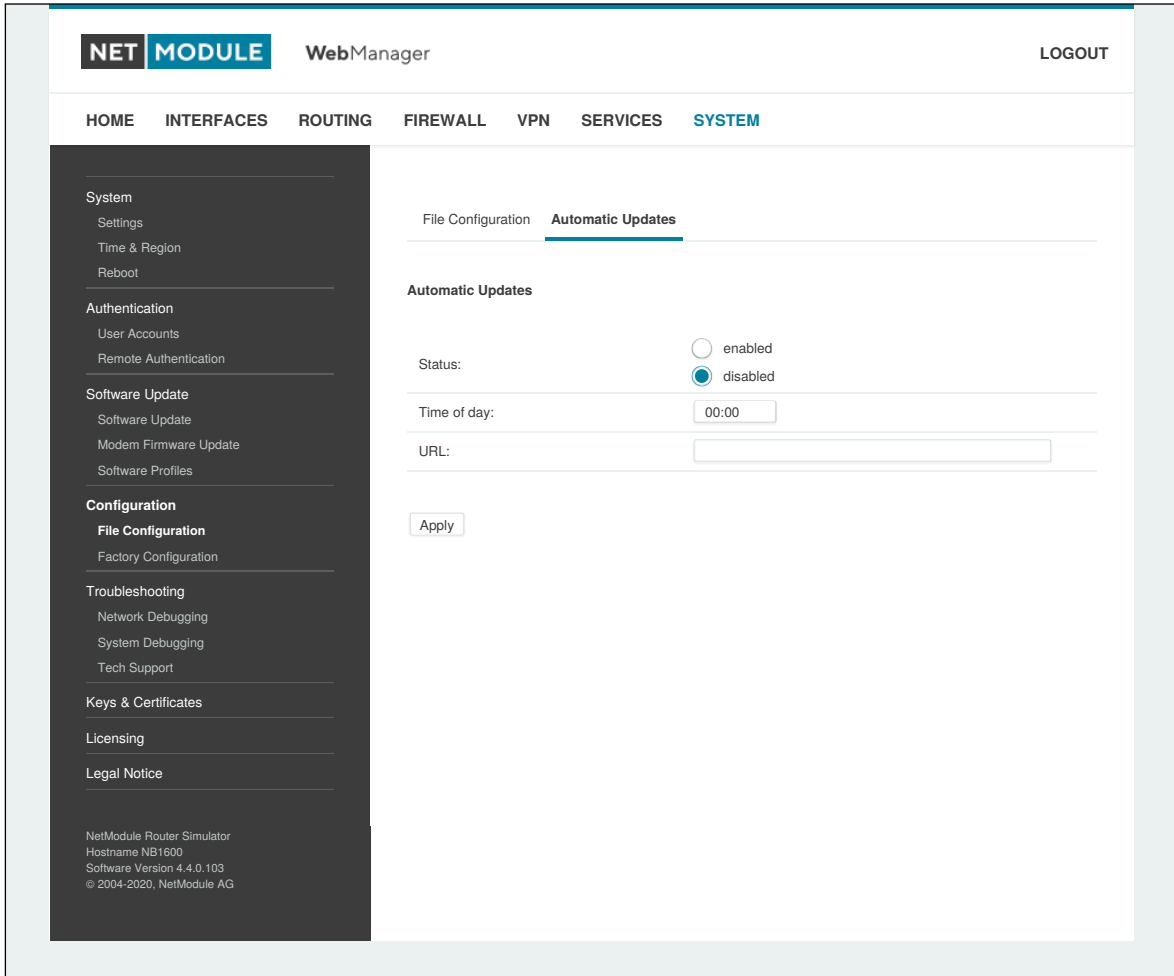 NET MODULE WebManager LOGOUT
HOME INTERFACES ROUTING FIREWALL VPN SERVICES SYSTEM
System
Settings
Time & Region
Reboot
Authentication
User Accounts
Remote Authentication
Software Update
Software Update
Modem Firmware Update
Software Profiles
Configuration
File Configuration
Factory Configuration
Troubleshooting
Network Debugging
System Debugging
Tech Support
Keys & Certificates
Licensing
Legal Notice
NetModule Router Simulator
Hostname NB1600
Software Version 4.4.0.103
© 2004-2020, NetModule AG
File Configuration Automatic Updates
Automatic Updates
Status:
enabled
disabled
Time of day: 00:00
URL:
Apply